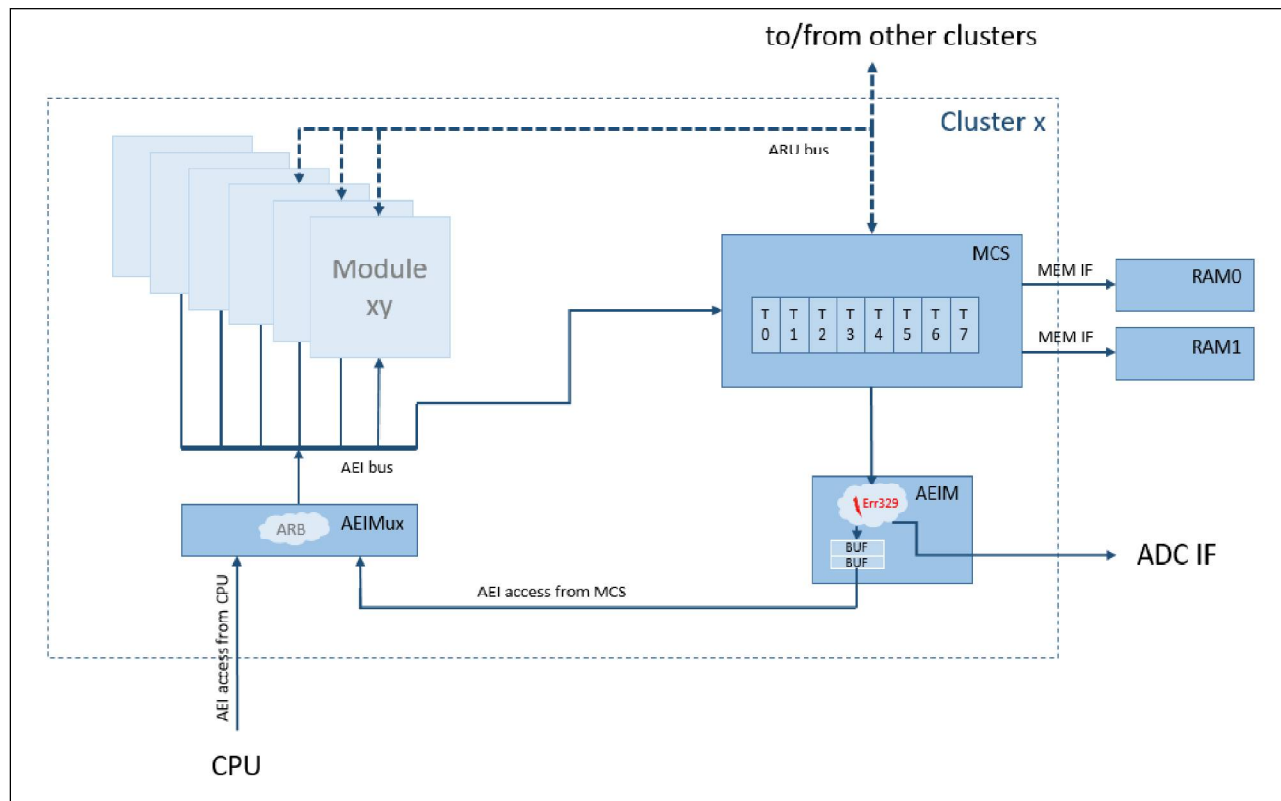 to/from other clusters
Cluster x
ARU bus
Module
xy
MCS
T T T T T T T T
0 1 2 3 4 5 6 7
MEM IF
RAM0
MEM IF
RAM1
AEI bus
ARB
AEIMux
AEIM
Err329
BUF
BUF
ADC IF
AEI access from MCS
AEI access from CPU
CPU